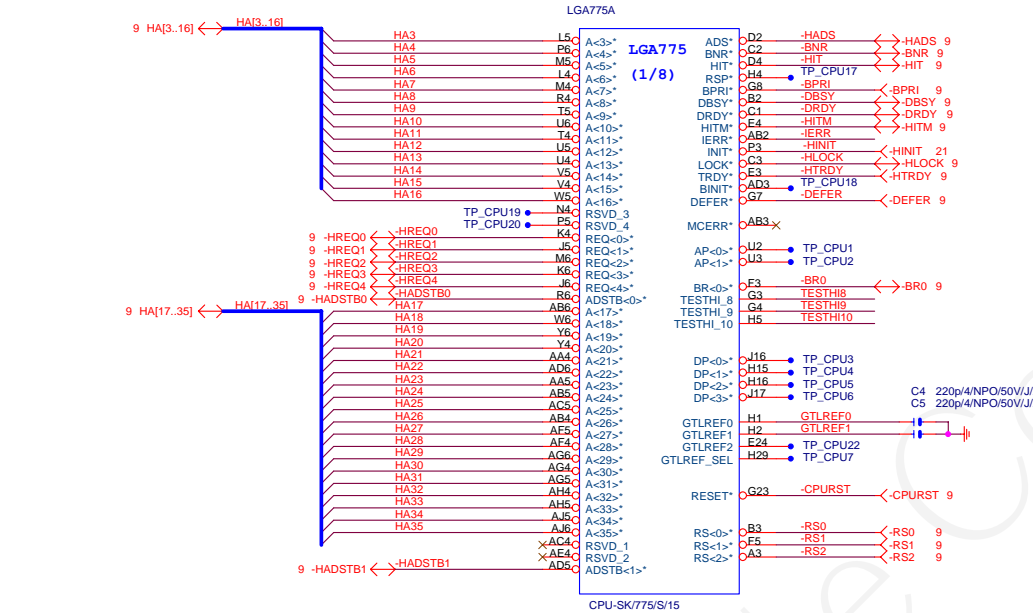 LGA775A
LGA775
(1/8)
9 HA[3..16] HA[3..16]
HA3 L5 A<3>* ADS* D2 -HADS -HADS 9
HA4 P6 A<4>* BNR* C2 -BNR -BNR 9
HA5 M5 A<5>* HIT* D4 -HIT -HIT 9
HA6 L4 A<6>* RSP* H4 TP_CPU17
HA7 M4 A<7>* BPRI* G8 -BPRI -BPRI 9
HA8 R4 A<8>* DBSY* B2 -DBSY -DBSY 9
HA9 T5 A<9>* DRDY* C1 -DRDY -DRDY 9
HA10 U6 A<10>* HITM* E4 -HITM -HITM 9
HA11 T4 A<11>* IERR* AB2 -IERR
HA12 U5 A<12>* INIT* P3 -HINIT -HINIT 21
HA13 U4 A<13>* LOCK* C3 -HLOCK -HLOCK 9
HA14 V5 A<14>* TRDY* E3 -HTRDY -HTRDY 9
HA15 V4 A<15>* BINIT* AD3 TP_CPU18
HA16 W5 A<16>* DEFER* G7 -DEFER -DEFER 9
TP_CPU19 N4 RSVD_3
TP_CPU20 P5 RSVD_4 MCERR* AB3
9 -HREQ0 -HREQ0 K4 REQ<0>*
9 -HREQ1 -HREQ1 J5 REQ<1>* AP<0>* U2 TP_CPU1
9 -HREQ2 -HREQ2 M6 REQ<2>* AP<1>* U3 TP_CPU2
9 -HREQ3 -HREQ3 K6 REQ<3>*
9 -HREQ4 -HREQ4 J6 REQ<4>* BR<0>* F3 -BR0 -BR0 9
9 -HADSTB0 -HADSTB0 R6 ADSTB<0>* TESTHI_8 G3 TESTHI8
9 HA[17..35] HA[17..35]
HA17 AB6 A<17>* TESTHI_9 G4 TESTHI9
HA18 W6 A<18>* TESTHI_10 H5 TESTHI10
HA19 Y6 A<19>*
HA20 Y4 A<20>*
HA21 AA4 A<21>* DP<0>* J16 TP_CPU3
HA22 AD6 A<22>* DP<1>* H15 TP_CPU4
HA23 AA5 A<23>* DP<2>* H16 TP_CPU5
HA24 AB5 A<24>* DP<3>* J17 TP_CPU6
C4 220p/4/NPO/50V/J/
C5 220p/4/NPO/50V/J/
HA25 AC5 A<25>*
HA26 AB4 A<26>* GTLREF0 H1 GTLREF0
HA27 AF5 A<27>* GTLREF1 H2 GTLREF1
HA28 AF4 A<28>* GTLREF2 E24 TP_CPU22
HA29 AG6 A<29>* GTLREF_SEL H29 TP_CPU7
HA30 AG4 A<30>*
HA31 AG5 A<31>*
HA32 AH4 A<32>* RESET* G23 -CPURST -CPURST 9
HA33 AH5 A<33>*
HA34 AJ5 A<34>*
HA35 AJ6 A<35>* RS<0>* B3 -RS0 -RS0 9
AC4 RSVD_1 RS<1>* F5 -RS1 -RS1 9
AE4 RSVD_2 RS<2>* A3 -RS2 -RS2 9
9 -HADSTB1 -HADSTB1 AD5 ADSTB<1>*
CPU-SK/775/S/15